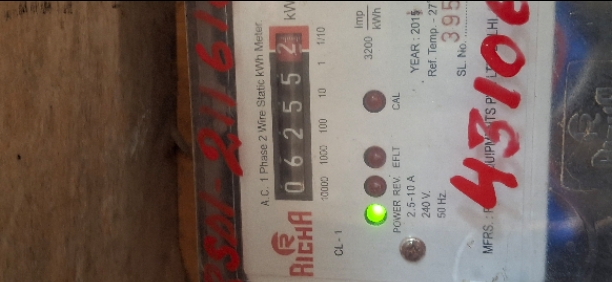 A.C. 1 Phase 2 Wire Static kWh Meter
RICHA
CL - 1
0 6 2 5 5 2
10000 1000 100 10 1 1/10
Imp
kWh
3200
POWER REV. EFLT CAL
2.5-10 A
240 V.
50 Hz.
YEAR : 2015
Ref. Temp. - 27
SL. No.
395
MFRS. :
43106